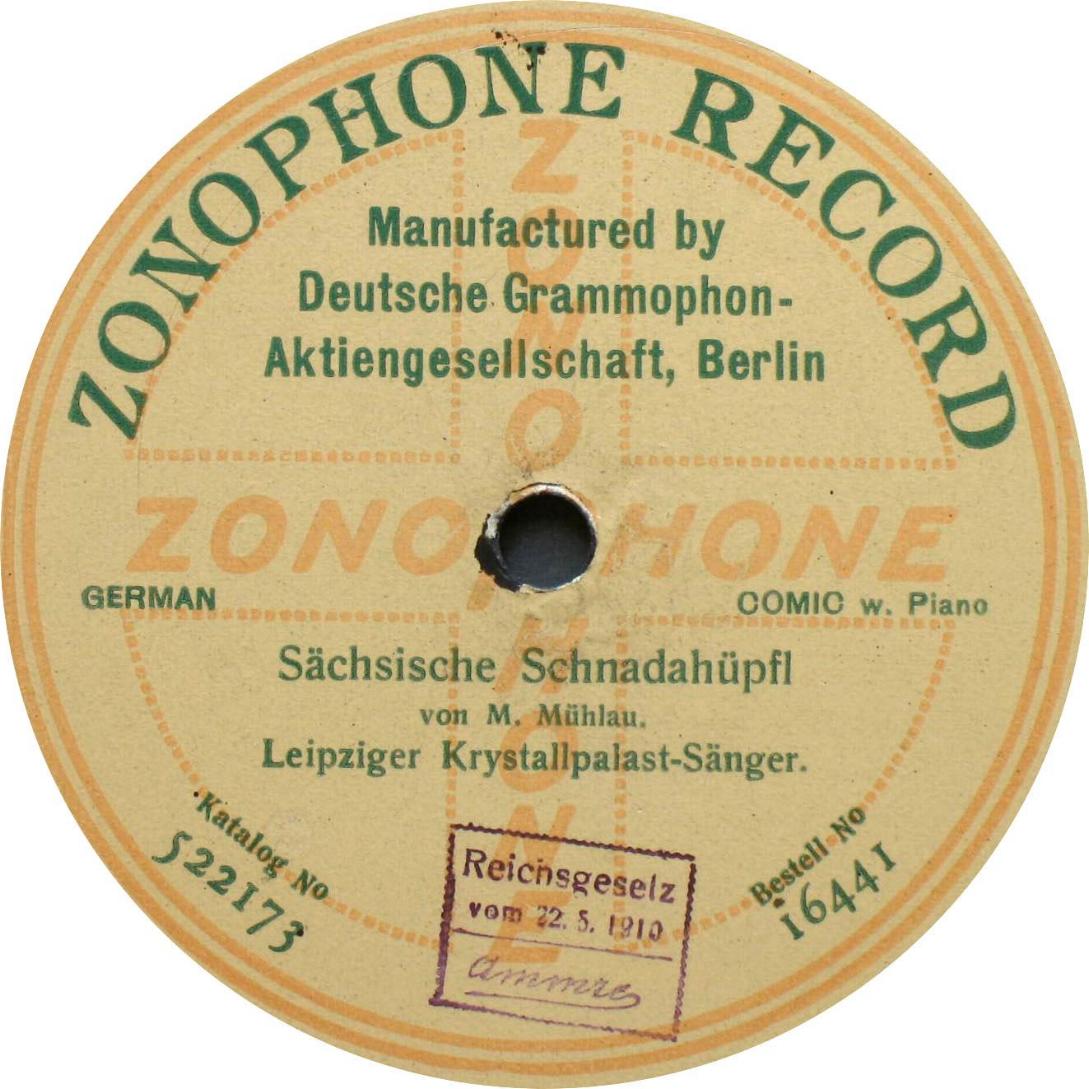 ZONOPHONE RECORD
Manufactured by
Deutsche Grammophon-
Aktiengesellschaft, Berlin
ZONOPHONE
ZONOPHONE
GERMAN
COMIC w. Piano
Sächsische Schnadahüpfl
von M. Mühlau.
Leipziger Krystallpalast-Sänger.
Katalog No
522173
Bestell-No
16441
Reichsgesetz
vom 22.5.1910
Ammre